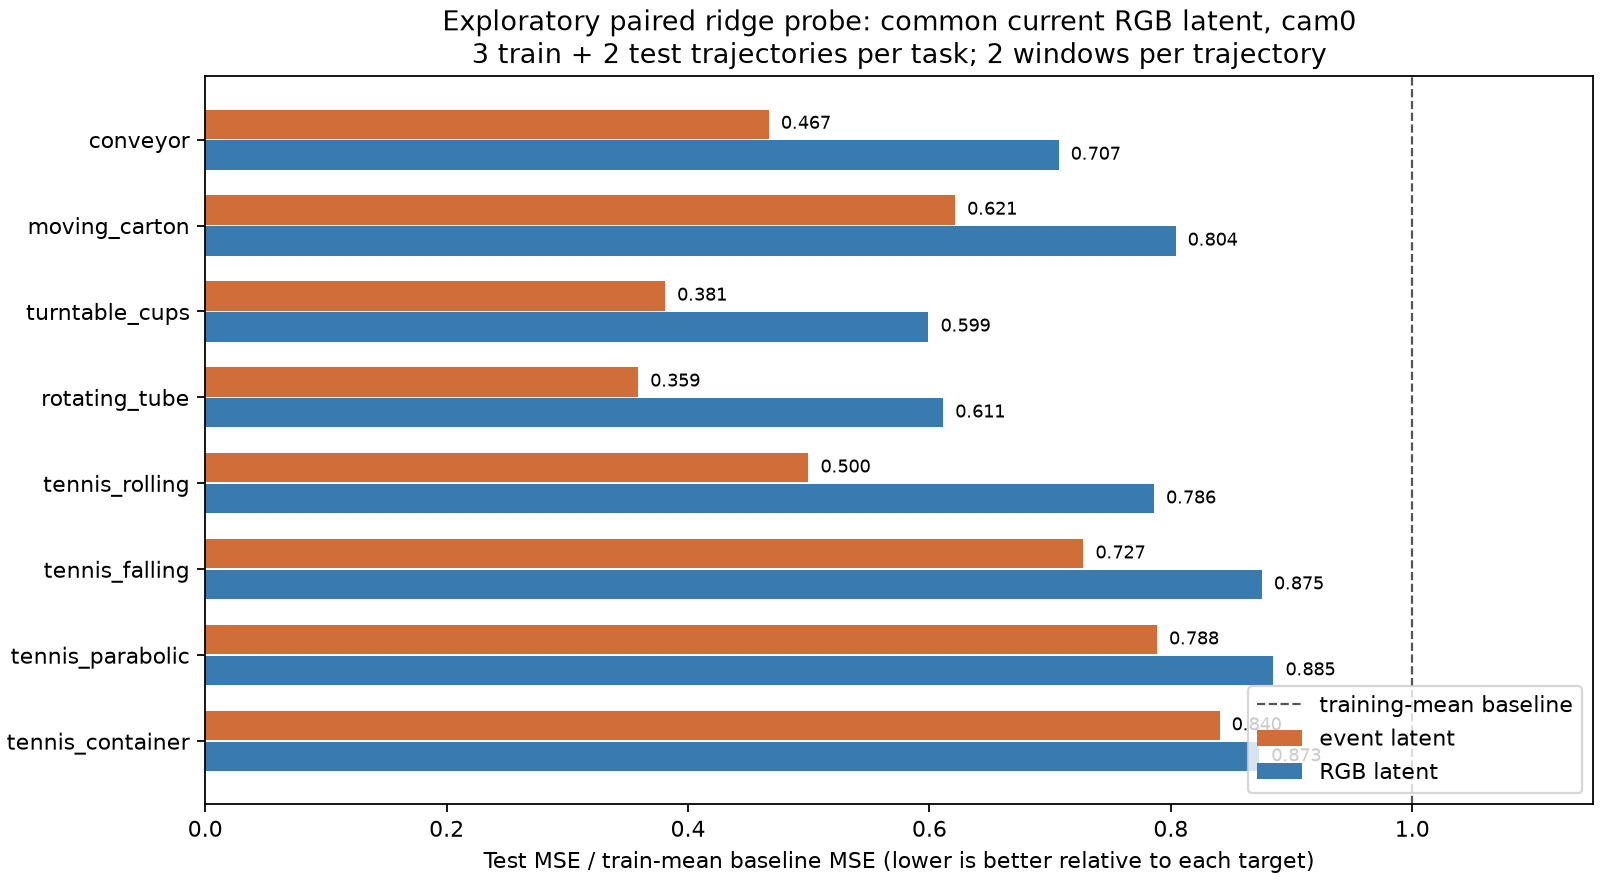 Exploratory paired ridge probe: common current RGB latent, cam0
3 train + 2 test trajectories per task; 2 windows per trajectory
conveyor
0.467
0.707
moving_carton
0.621
0.804
turntable_cups
0.381
0.599
rotating_tube
0.359
0.611
tennis_rolling
0.500
0.786
tennis_falling
0.727
0.875
tennis_parabolic
0.788
0.885
tennis_container
0.840
0.873
training-mean baseline
event latent
RGB latent
0.0 0.2 0.4 0.6 0.8 1.0
Test MSE / train-mean baseline MSE (lower is better relative to each target)